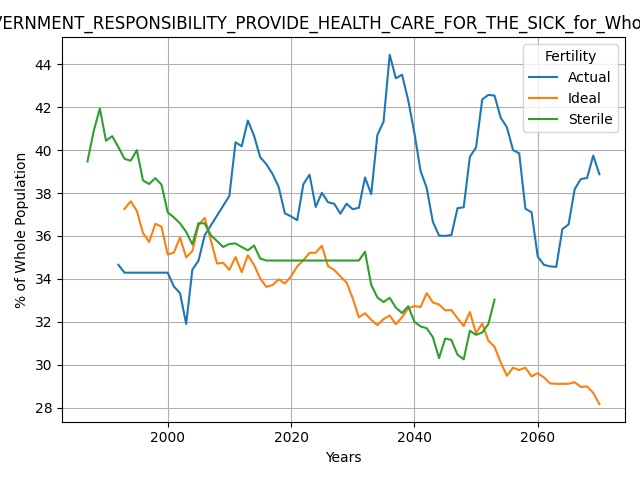 VERNMENT_RESPONSIBILITY_PROVIDE_HEALTH_CARE_FOR_THE_SICK_for_Who
Fertility
Actual
Ideal
Sterile
% of Whole Population
44
42
40
38
36
34
32
30
28
2000 2020 2040 2060
Years